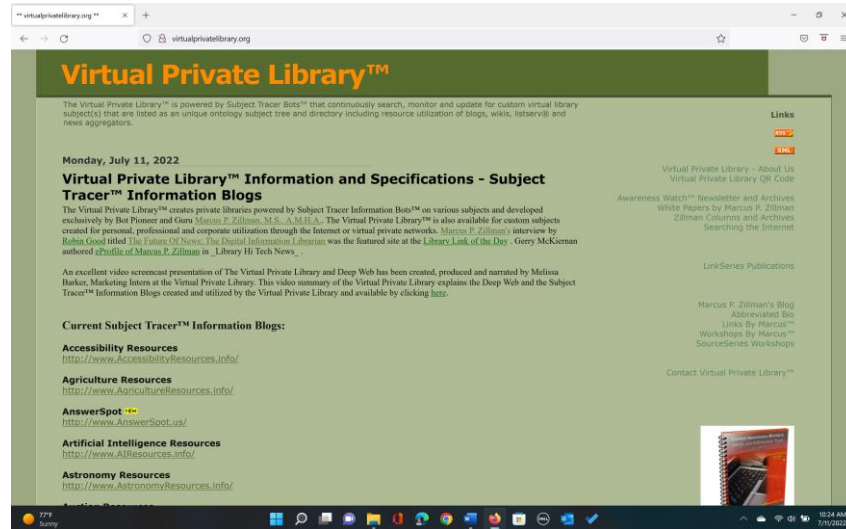 ** virtualprivatelibrary.org **
virtualprivatelibrary.org
Virtual Private Library™
The Virtual Private Library™ is powered by Subject Tracer Bots™ that continuously search, monitor and update for custom virtual library
subject(s) that are listed as an unique ontology subject tree and directory including resource utilization of blogs, wikis, listserv® and
news aggregators.
Monday, July 11, 2022
Virtual Private Library™ Information and Specifications - Subject
Tracer™ Information Blogs
The Virtual Private Library™ creates private libraries powered by Subject Tracer Information Bots™ on various subjects and developed
exclusively by Bot Pioneer and Guru Marcus P. Zillman, M.S., A.M.H.A.. The Virtual Private Library™ is also available for custom subjects
created for personal, professional and corporate utilization through the Internet or virtual private networks. Marcus P. Zillman's interview by
Robin Good titled The Future Of News: The Digital Information Librarian was the featured site at the Library Link of the Day . Gerry McKiernan
authored eProfile of Marcus P. Zillman in _Library Hi Tech News_ .
An excellent video screencast presentation of The Virtual Private Library and Deep Web has been created, produced and narrated by Melissa
Barker, Marketing Intern at the Virtual Private Library. This video summary of the Virtual Private Library explains the Deep Web and the Subject
Tracer™ Information Blogs created and utilized by the Virtual Private Library and available by clicking here.
Current Subject Tracer™ Information Blogs:
Accessibility Resources
http://www.AccessibilityResources.info/
Agriculture Resources
http://www.AgricultureResources.info/
AnswerSpot NEW
http://www.AnswerSpot.us/
Artificial Intelligence Resources
http://www.AIResources.info/
Astronomy Resources
http://www.AstronomyResources.info/
Links
RSS
XML
Virtual Private Library - About Us
Virtual Private Library QR Code
Awareness Watch™ Newsletter and Archives
White Papers by Marcus P. Zillman
Zillman Columns and Archives
Searching the Internet
LinkSeries Publications
Marcus P. Zillman's Blog
Abbreviated Bio
Links By Marcus™
Workshops By Marcus™
SourceSeries Workshops
Contact Virtual Private Library™
77°F
Sunny
10:24 AM
7/11/2022